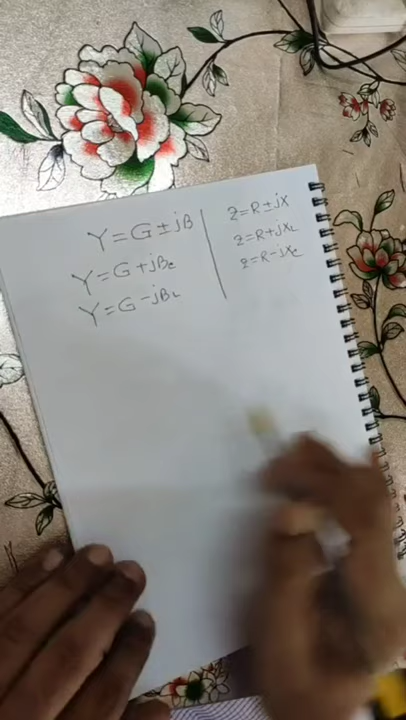 Y = G ± jB
Y = G + jBc
Y = G - jBL
Z = R ± jX
Z = R + jXL
Z = R - jXc